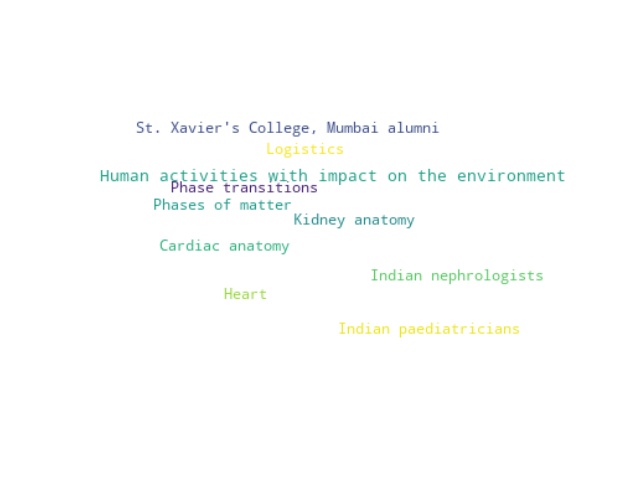 St. Xavier's College, Mumbai alumni
Logistics
Human activities with impact on the environment
Phase transitions
Phases of matter
Kidney anatomy
Cardiac anatomy
Indian nephrologists
Heart
Indian paediatricians